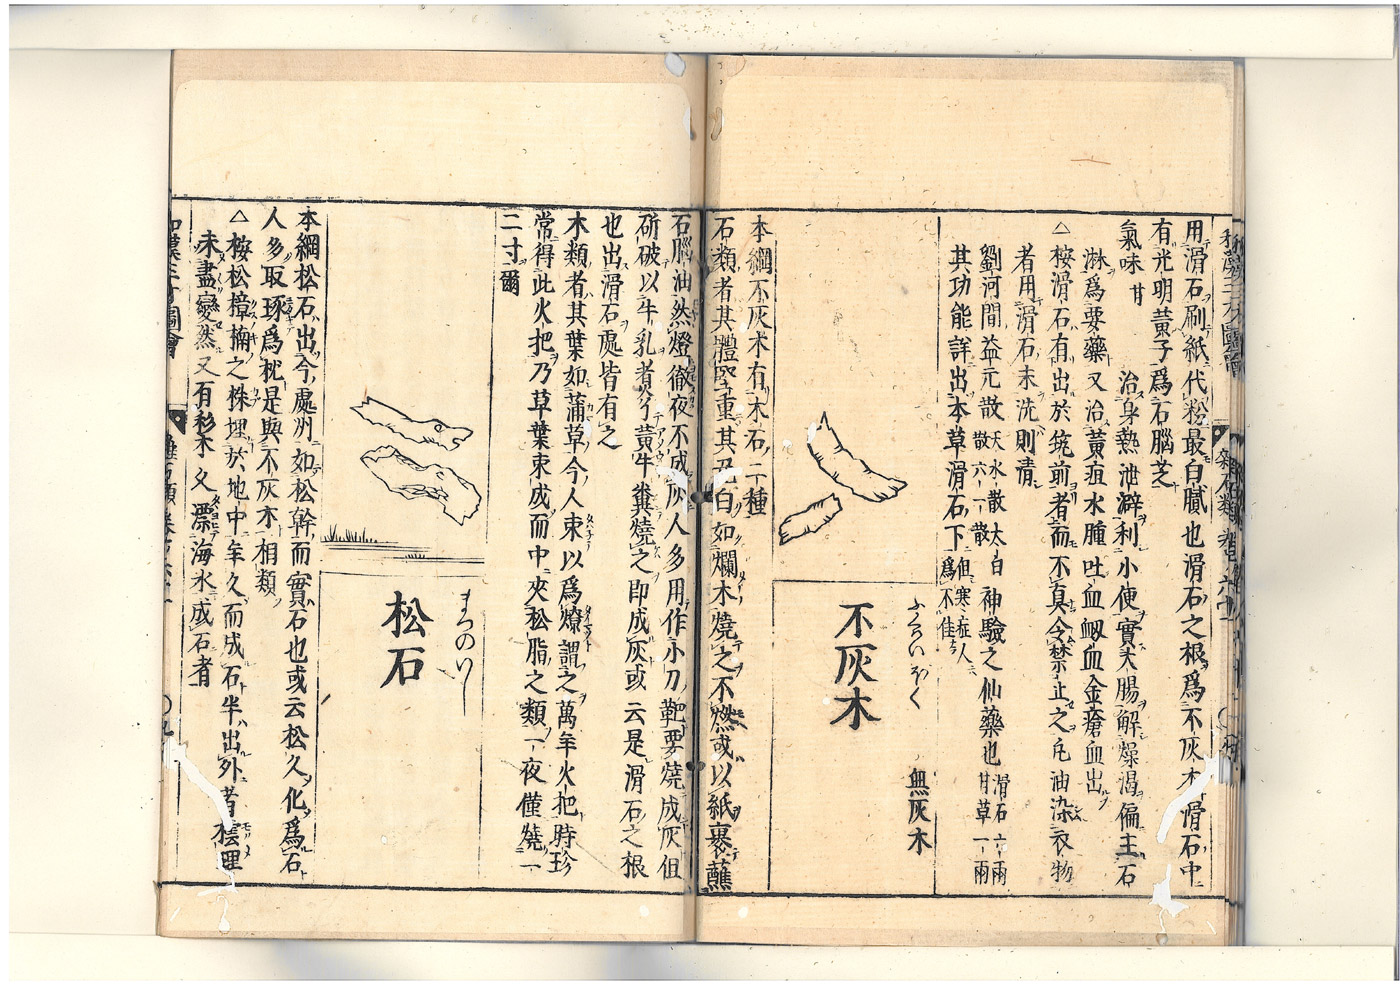 用滑石刷紙代粉最白膩也滑石之根爲不灰木滑石中
有光明黃子爲石腦芝
氣味甘 治身熱泄澼利小便實大腸解燥渴偏主石
淋爲要藥又治黃疸水腫吐血衂血金瘡血出
△按滑石有出於筑前者而不真令禁止之凢油染衣物
者用滑石末洗則清
劉河間益元散 天水散 太白散 六一散 神驗之仙藥也 滑石六兩 甘草一兩
其功能詳出本草滑石下 但寒症人 爲不佳
不灰木
ふくはいぼく
無灰木
本綱不灰木有木石二種
石類者其體堅重其色白如爛木燒之不燃或以紙裹蘸
石腦油然燈徹夜不成灰人多用作小刀靶要燒成灰但
斫破以牛乳煮了黃牛糞燒之即成灰或云是滑石之根
也出滑石處皆有之
木類者其葉如蒲草今人束以爲燎謂之萬年火把時珍
常得此火把乃草葉束成而中夾松脂之類一夜僅燒一
二寸爾
松石
まつのいし
本綱松石出今處州如松幹而實石也或云松久化爲石
人多取琢爲枕是與不灰木相類
△按松樟楠之株埋於地中年久而成石半出外者木理
未盡變然又有杉木久漂海水成石者
和漢三才圖會 雜石類 卷六十一 〇九